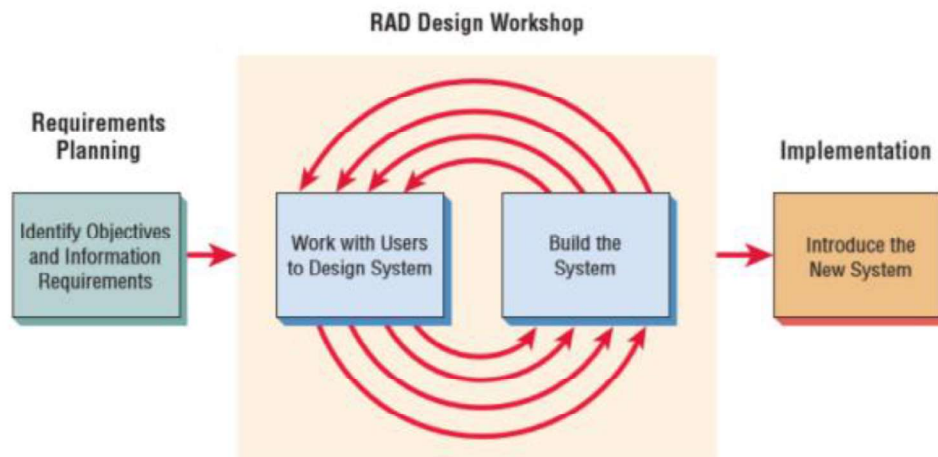 RAD Design Workshop
Requirements
Planning
Identify Objectives
and Information
Requirements
Work with Users
to Design System
Build the
System
Implementation
Introduce the
New System